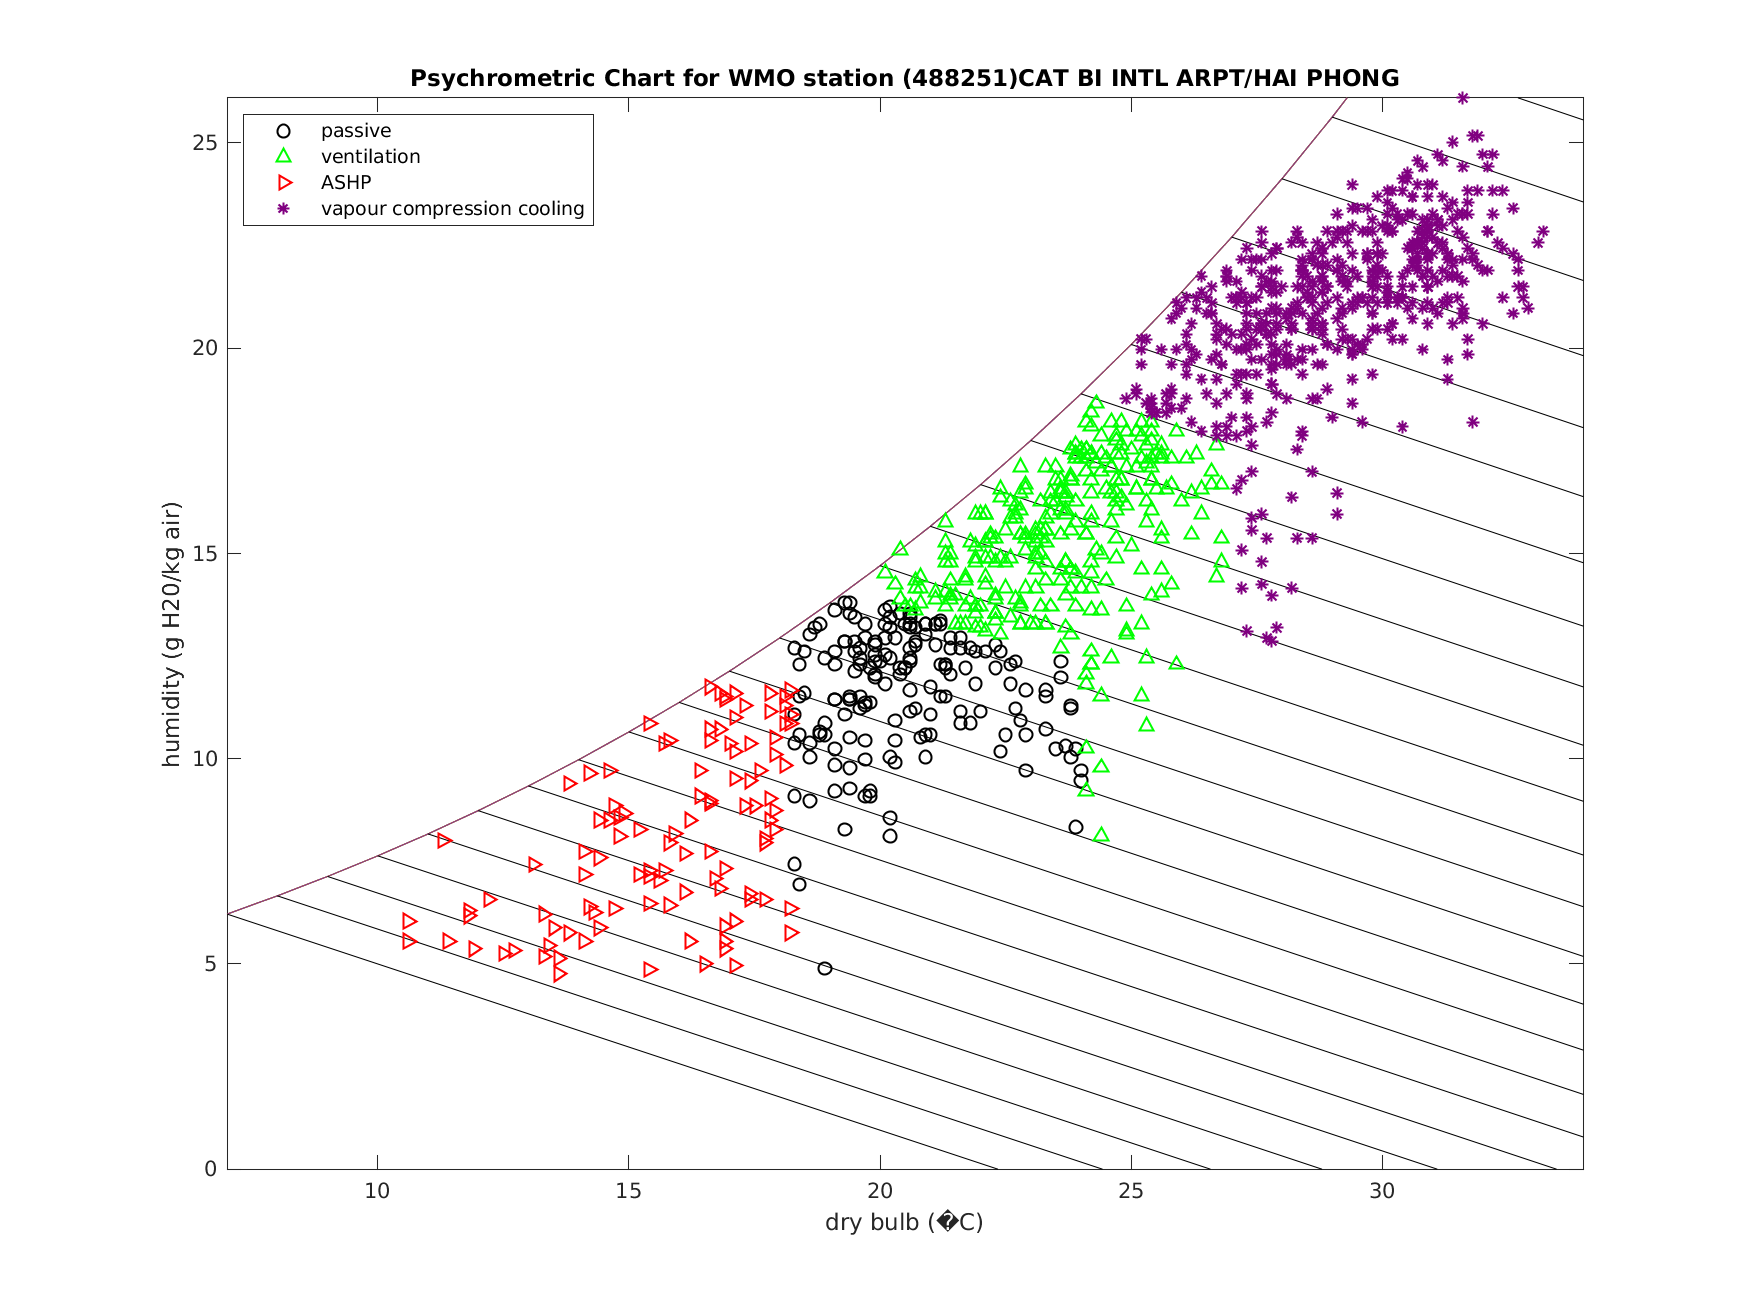 Psychrometric Chart for WMO station (488251)CAT BI INTL ARPT/HAI PHONG
passive
ventilation
ASHP
vapour compression cooling
humidity (g H20/kg air)
25
20
15
10
5
0
10 15 20 25 30
dry bulb (�C)